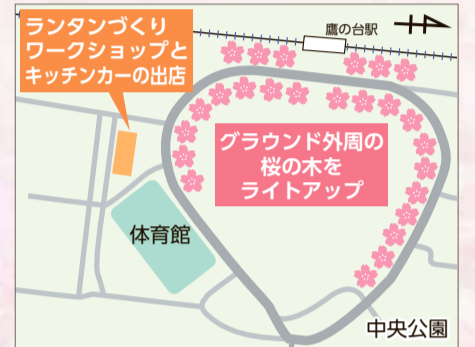 ランタンづくり
ワークショップと
キッチンカーの出店
鷹の台駅
グラウンド外周の
桜の木を
ライトアップ
体育館
中央公園